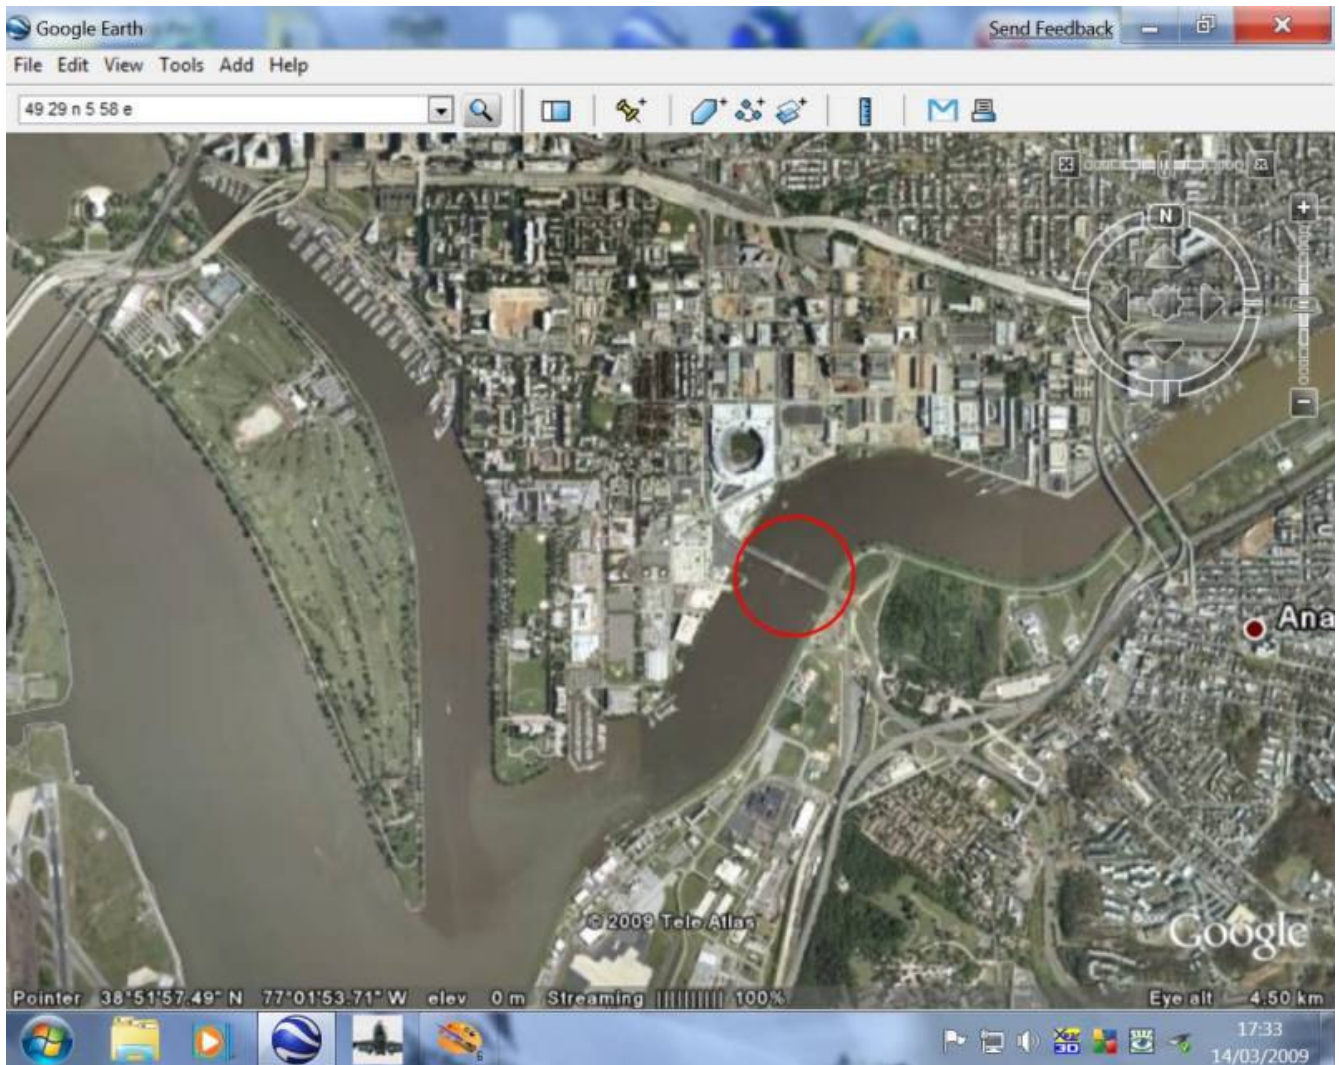 Google Earth
Send Feedback
File Edit View Tools Add Help
49 29 n 5 58 e
N
Ana
© 2009 Tele Atlas
Google
Pointer 38°51'57.49" N 77°01'53.71" W elev 0 m Streaming |||||||||| 100%
Eye alt 4.50 km
17:33
14/03/2009